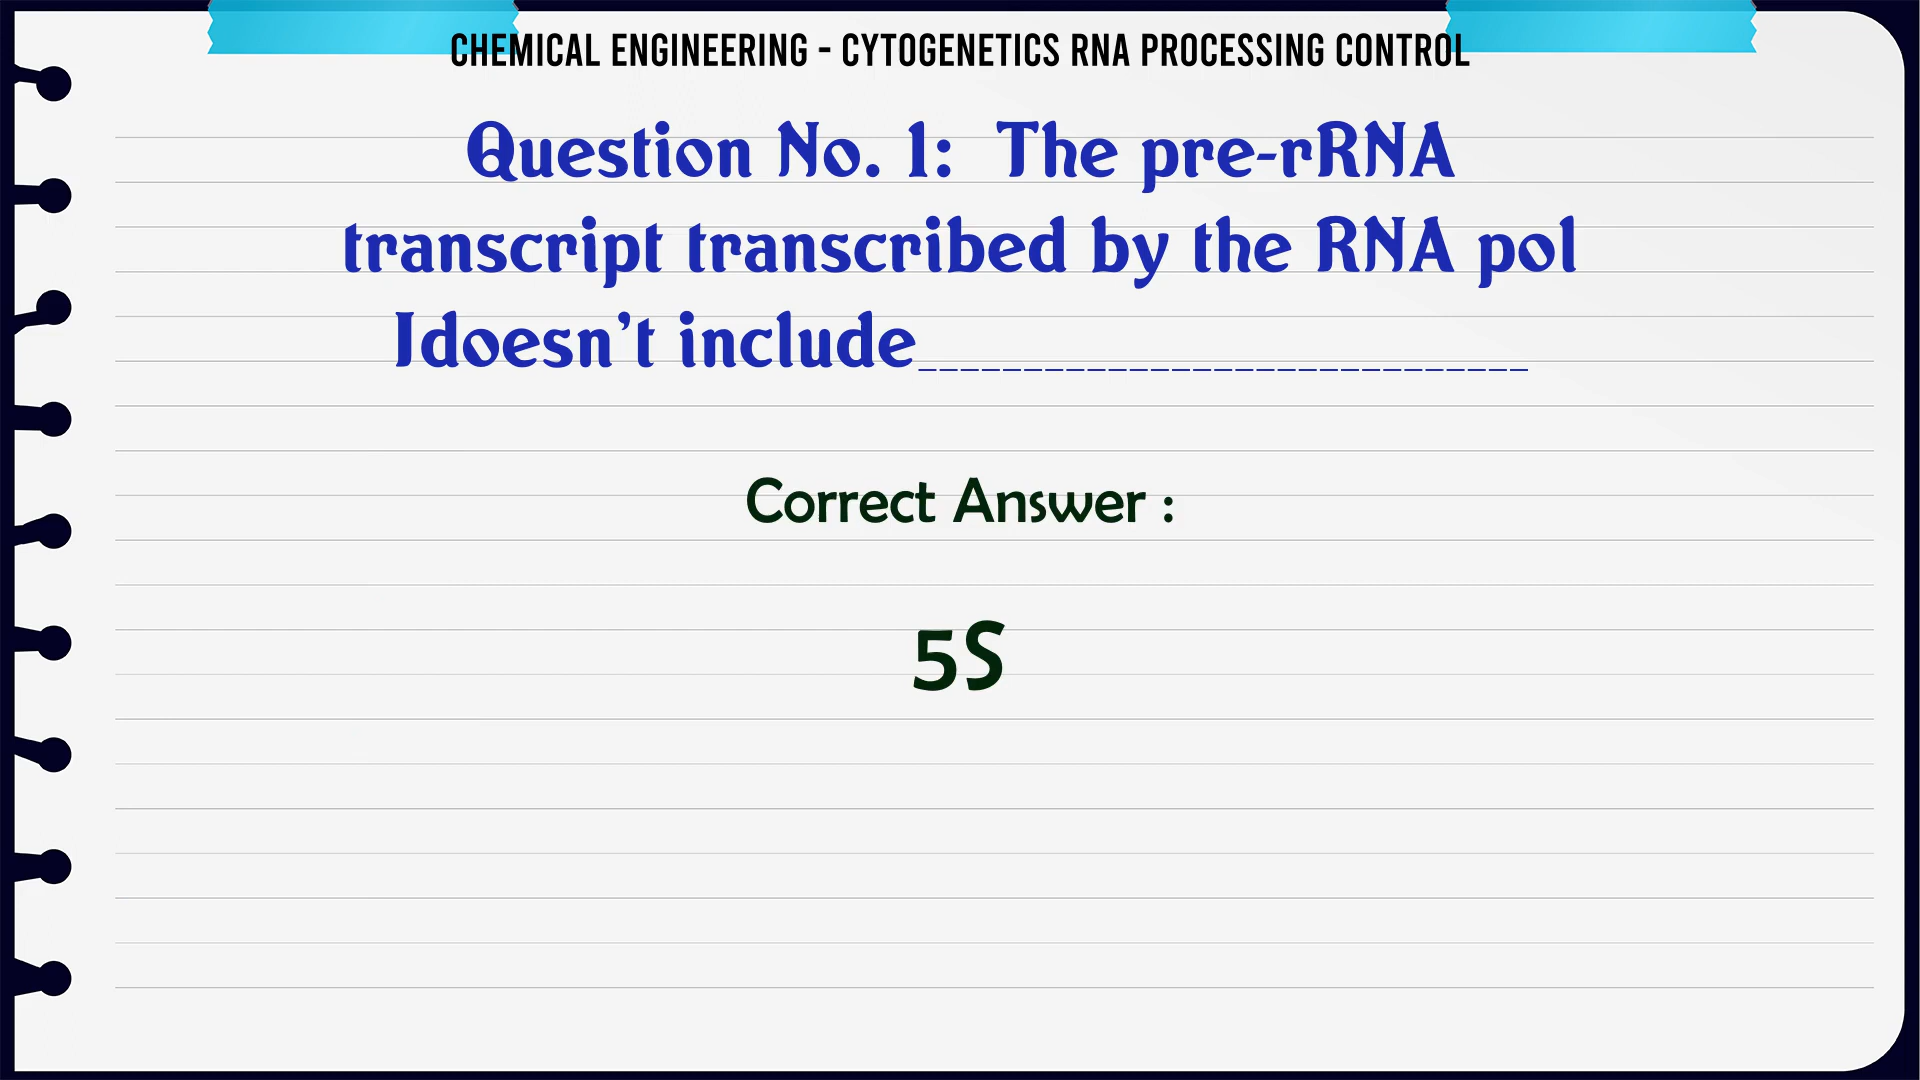 CHEMICAL ENGINEERING - CYTOGENETICS RNA PROCESSING CONTROL
Question No. 1:  The pre-rRNA
transcript transcribed by the RNA pol
Idoesn't include_____________________________
Correct Answer :
5S